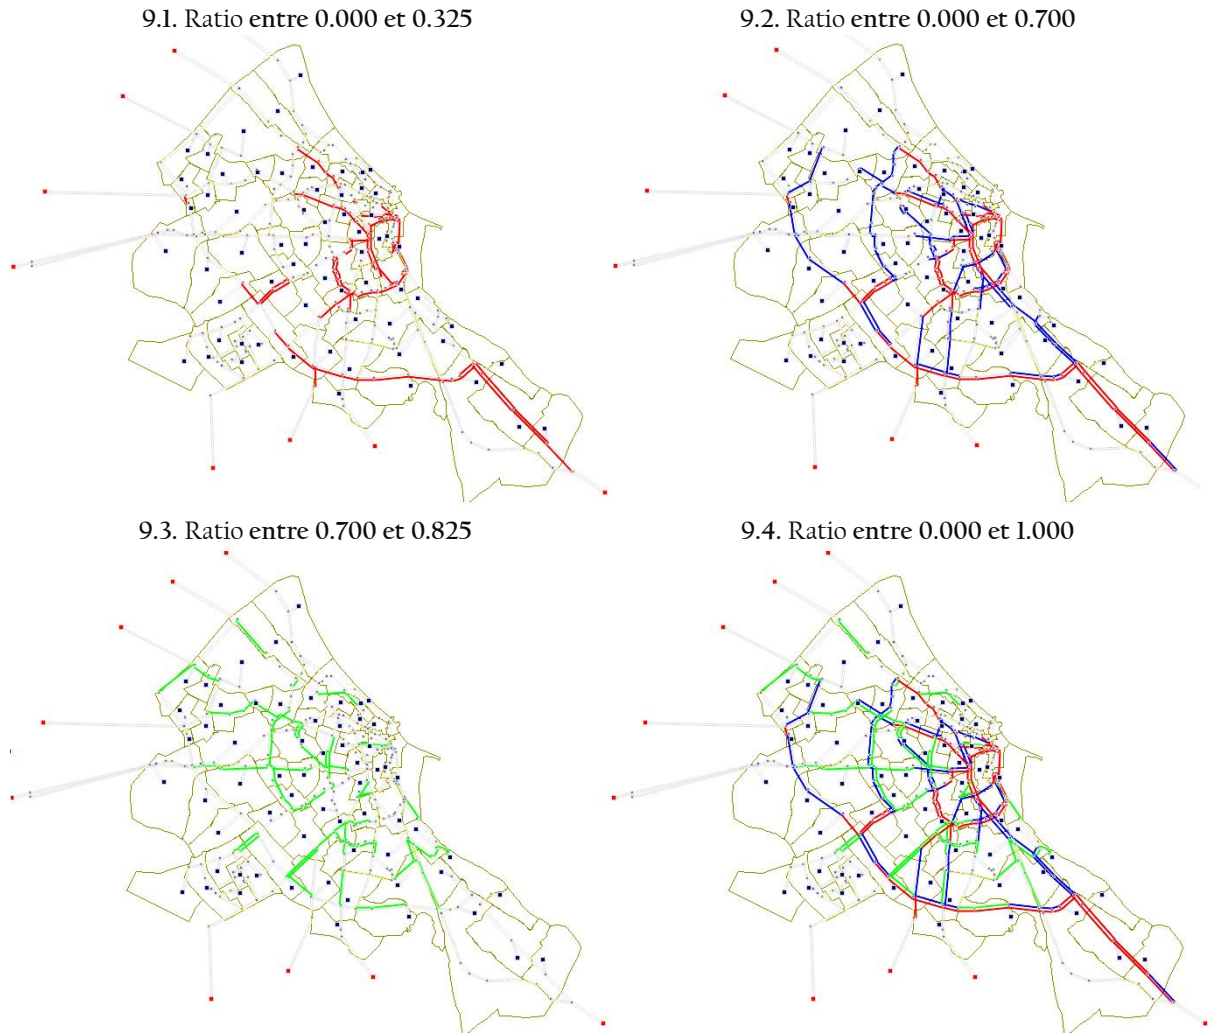 9.1. Ratio entre 0.000 et 0.325
9.2. Ratio entre 0.000 et 0.700
9.3. Ratio entre 0.700 et 0.825
9.4. Ratio entre 0.000 et 1.000